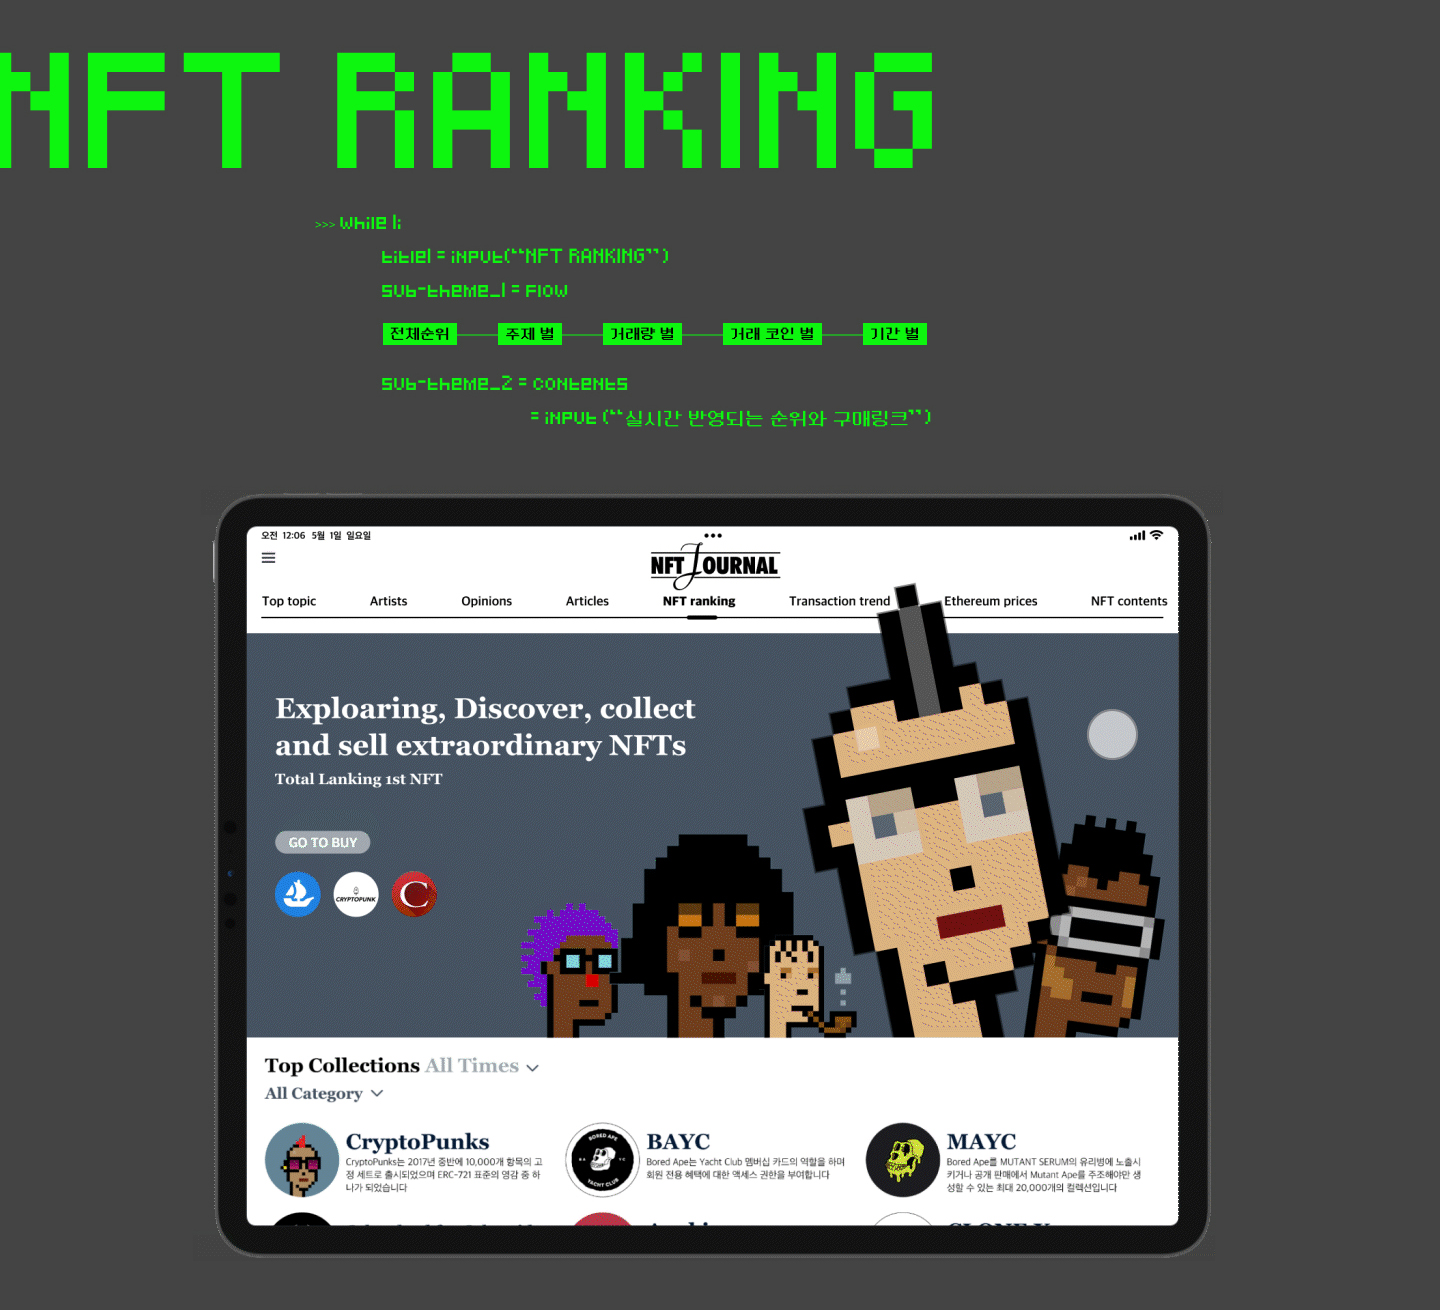 NFT RANKING
>>> while 1:
title1 = input(“NFT RANKING”)
sub-theme_1 = flow
전체순위 주제 별 거래량 별 거래 코인 별 기간 별
sub-theme_2 = contents
= input (“실시간 반영되는 순위와 구매링크”)
오전 12:06 5월 1일 일요일
NFT JOURNAL
Top topic Artists Opinions Articles NFT ranking Transaction trend Ethereum prices NFT contents
Exploaring, Discover, collect
and sell extraordinary NFTs
Total Lanking 1st NFT
GO TO BUY
CRYPTOPUNK
C
Top Collections All Times
All Category
CryptoPunks
CryptoPunks는 2017년 중반에 10,000개 항목의 고
정 세트로 출시되었으며 ERC-721 표준의 영감 중 하
나가 되었습니다
BORED APE
BA YC
YACHT CLUB
BAYC
Bored Ape는 Yacht Club 멤버십 카드의 역할을 하며
회원 전용 혜택에 대한 액세스 권한을 부여합니다
MAYC
Bored Ape를 MUTANT SERUM의 유리병에 노출시
키거나 공개 판매에서 Mutant Ape를 주조해야만 생
성할 수 있는 최대 20,000개의 컬렉션입니다